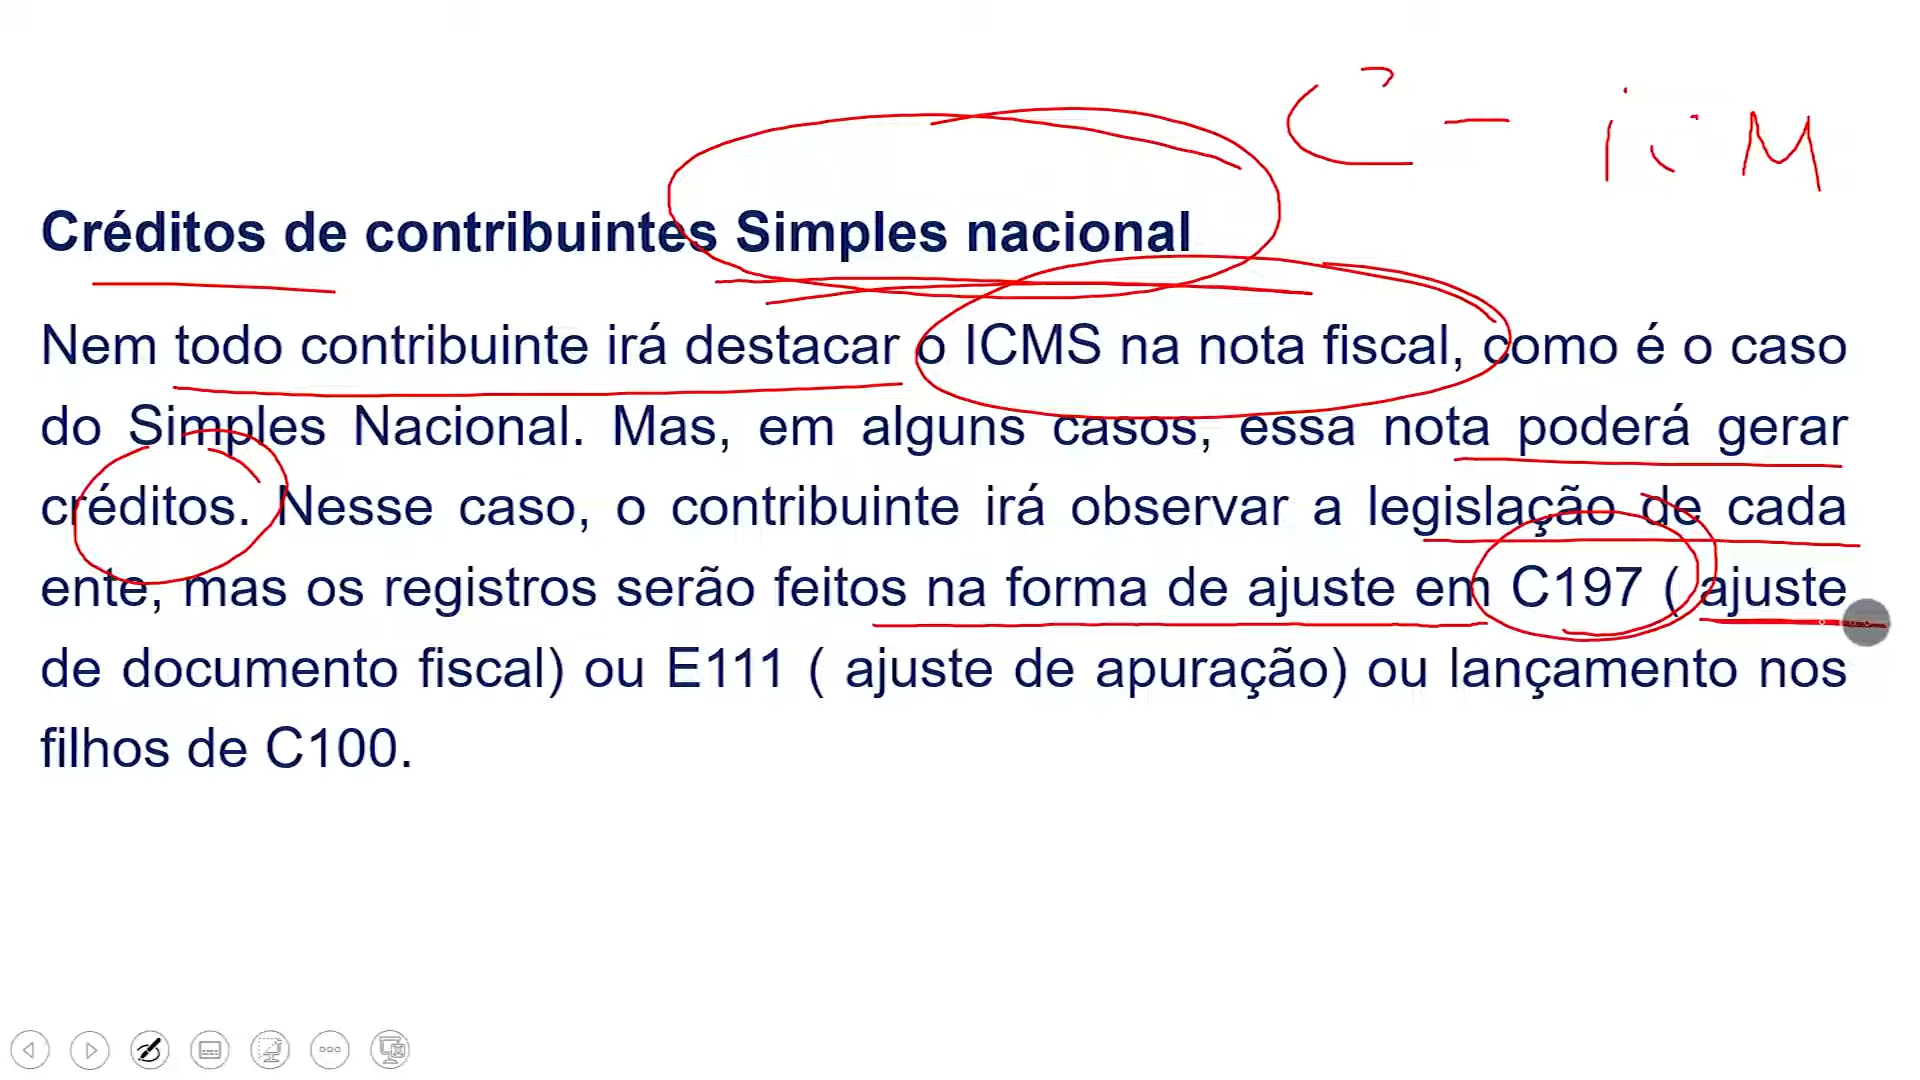 C - icM
Créditos de contribuintes Simples nacional
Nem todo contribuinte irá destacar o ICMS na nota fiscal, como é o caso
do Simples Nacional. Mas, em alguns casos, essa nota poderá gerar
créditos. Nesse caso, o contribuinte irá observar a legislação de cada
ente, mas os registros serão feitos na forma de ajuste em C197 ( ajuste
de documento fiscal) ou E111 ( ajuste de apuração) ou lançamento nos
filhos de C100.